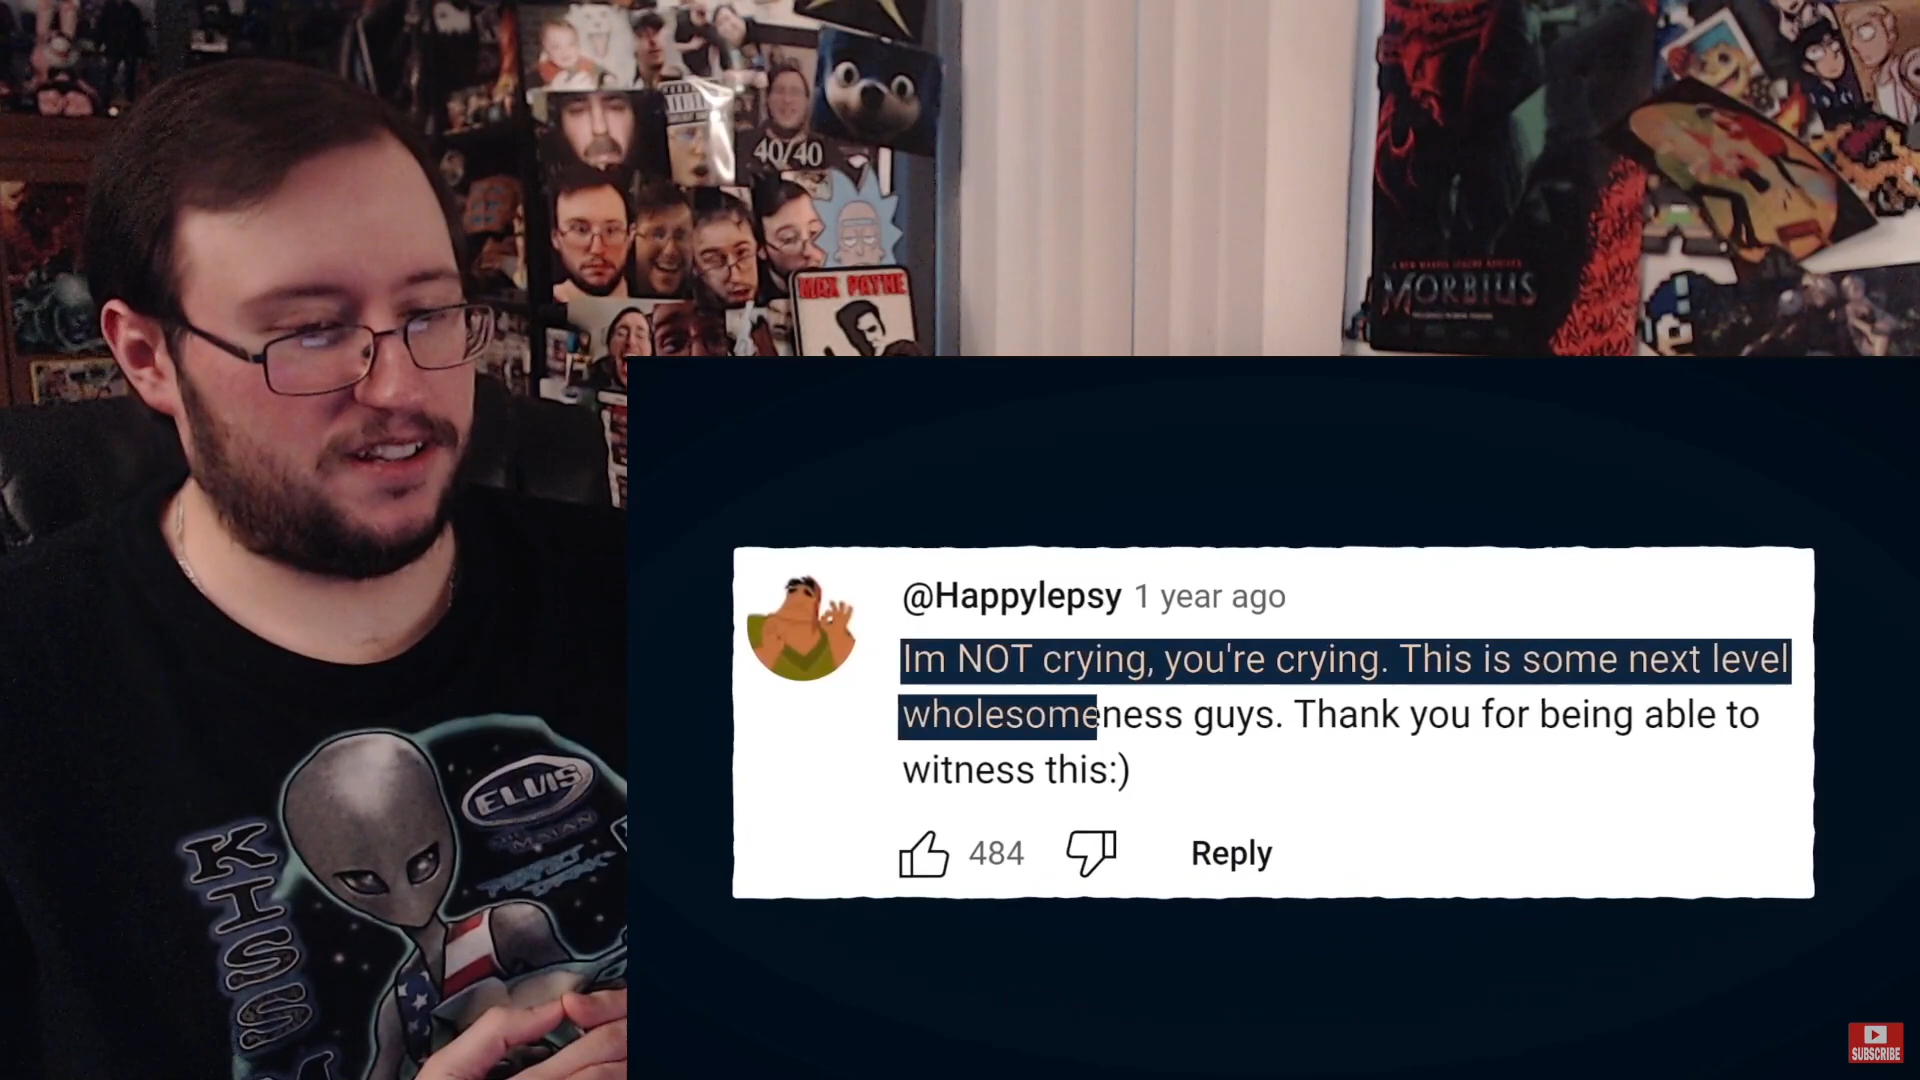 40/40
MAX PAYNE
MORBIUS
ELVIS
KISS M
@Happylepsy 1 year ago
Im NOT crying, you're crying. This is some next level
wholesomeness guys. Thank you for being able to
witness this:)
484
Reply
SUBSCRIBE